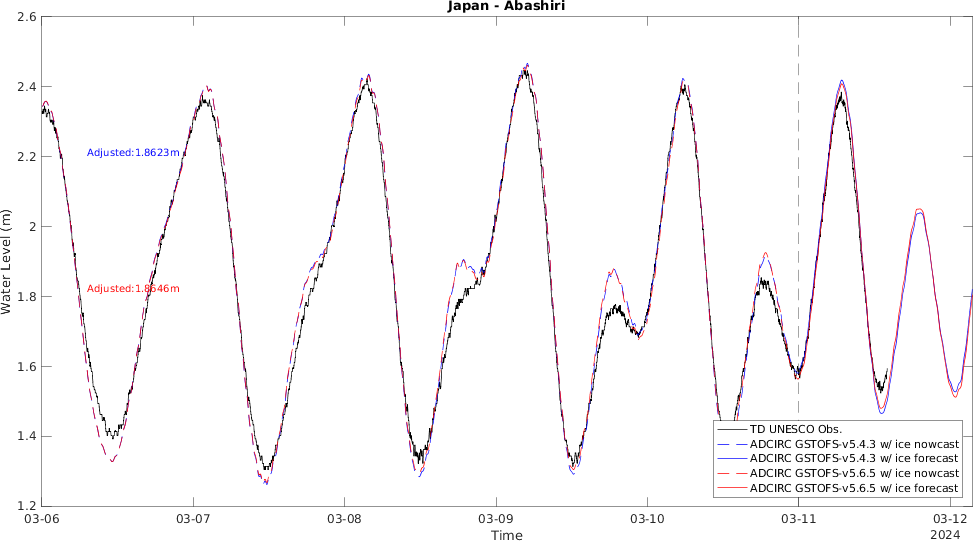 Japan - Abashiri
2.6
2.4
2.2
2
1.8
1.6
1.4
1.2
Water Level (m)
Adjusted:1.8623m
Adjusted:1.8646m
TD UNESCO Obs.
ADCIRC GSTOFS-v5.4.3 w/ ice nowcast
ADCIRC GSTOFS-v5.4.3 w/ ice forecast
ADCIRC GSTOFS-v5.6.5 w/ ice nowcast
ADCIRC GSTOFS-v5.6.5 w/ ice forecast
03-06
03-07
03-08
03-09
03-10
03-11
03-12
Time
2024